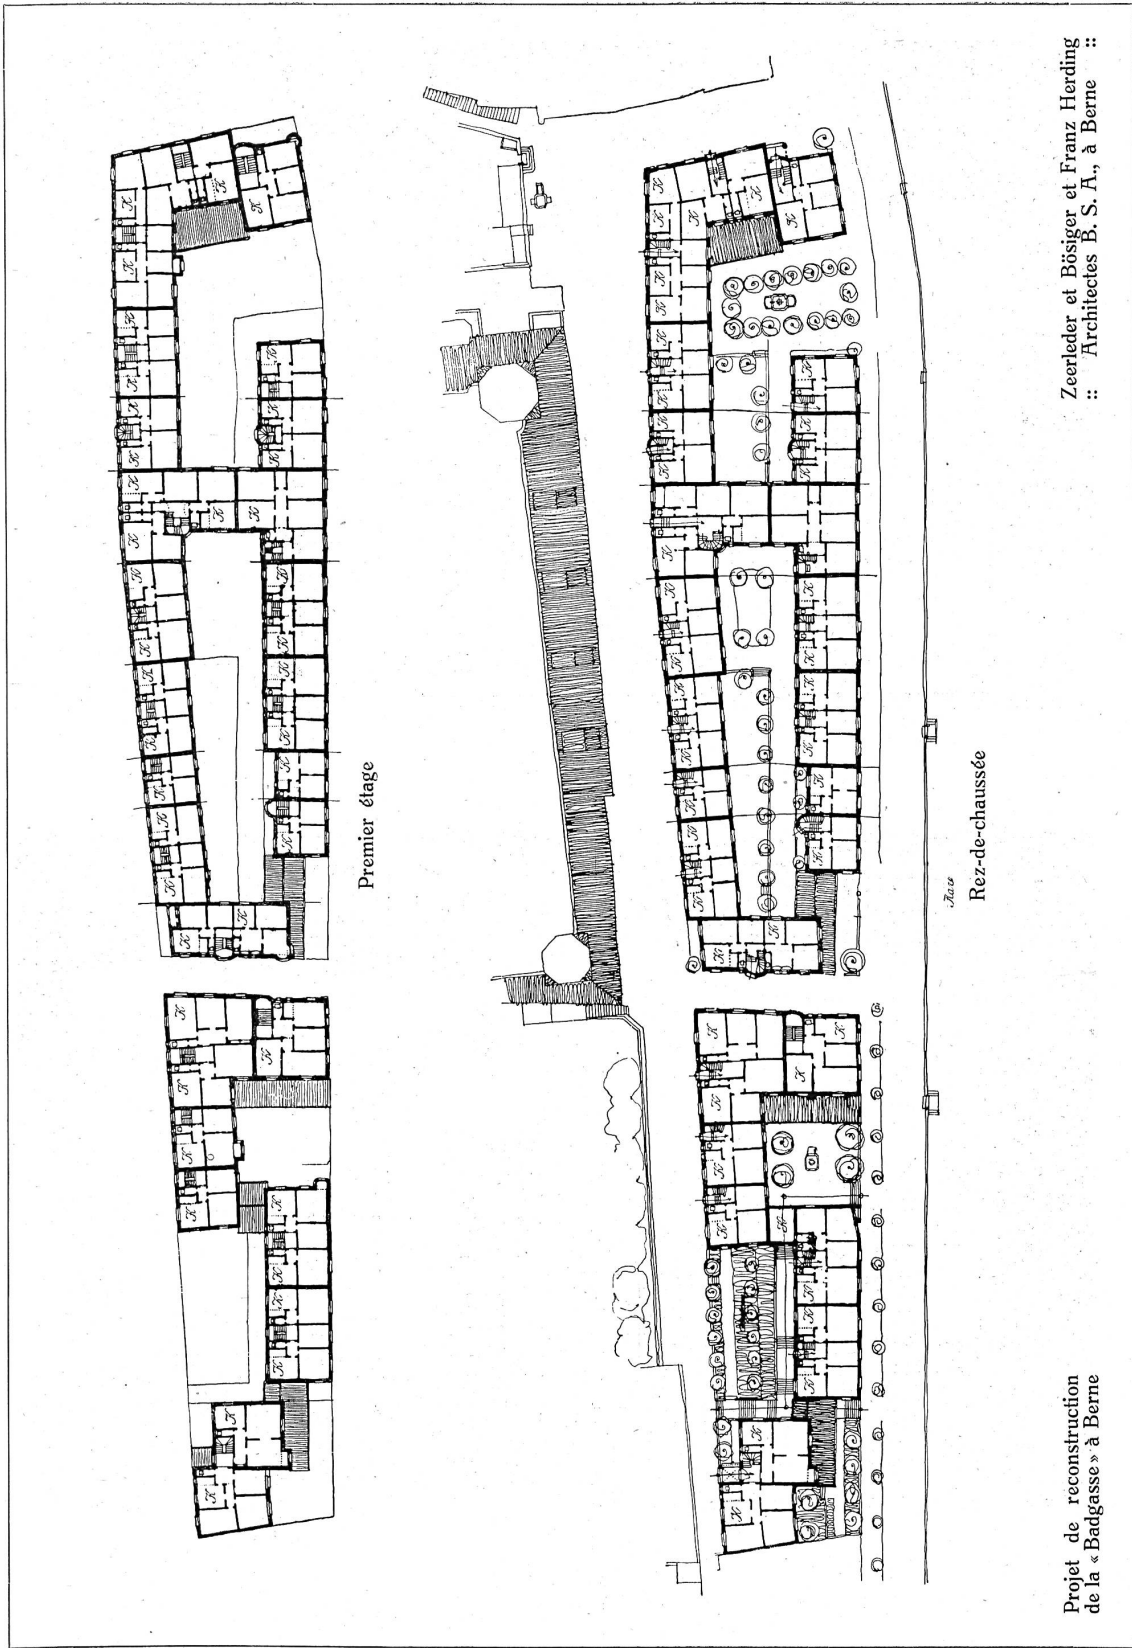 Premier étage
Aare
Rez-de-chaussée
Projet de reconstruction
de la « Badgasse » à Berne
Zeerleder et Bösiger et Franz Herding
:: Architectes B. S. A., à Berne ::
K K K K K K K K K K K K K K K K K K K K